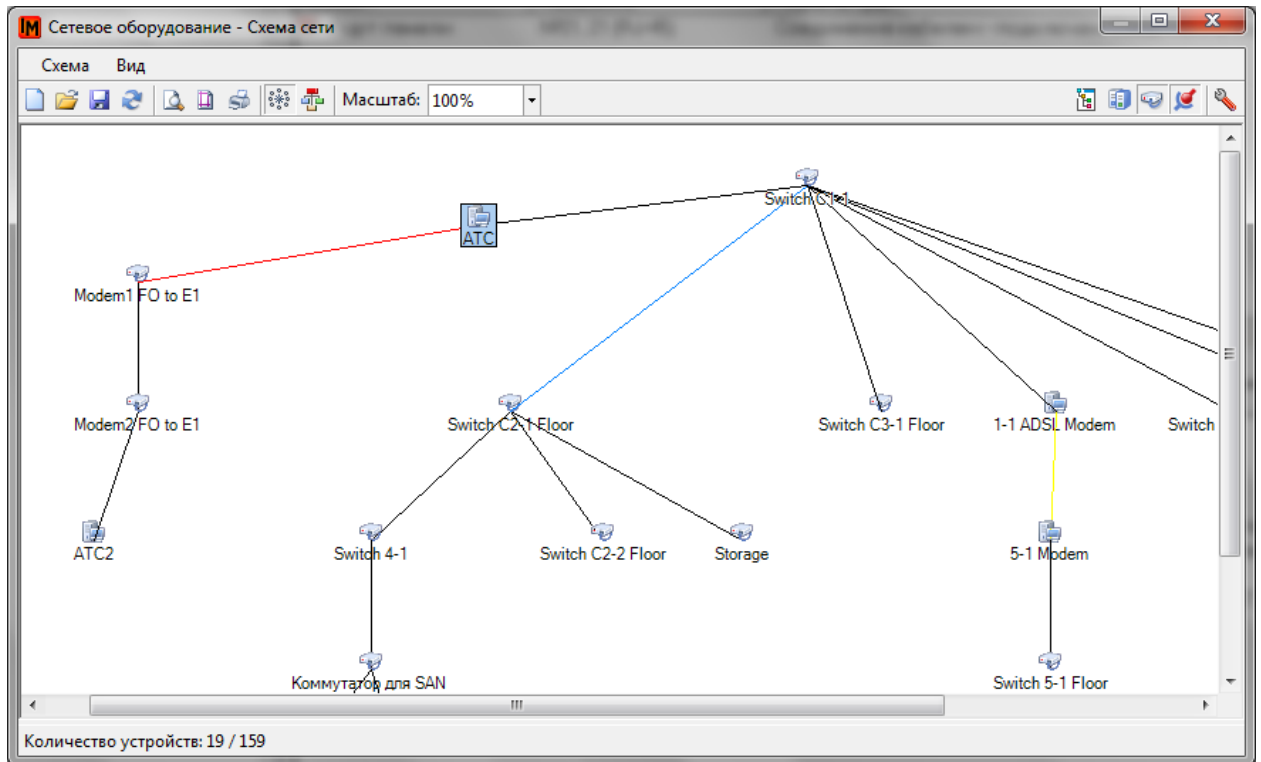 Сетевое оборудование - Схема сети
Схема Вид
Масштаб: 100%
Switch C1-1
АТС
Modem1 FO to E1
Modem2 FO to E1
Switch C2-1 Floor
Switch C3-1 Floor
1-1 ADSL Modem
Switch
АТС2
Switch 4-1
Switch C2-2 Floor
Storage
5-1 Modem
Коммутатор для SAN
Switch 5-1 Floor
Количество устройств: 19 / 159